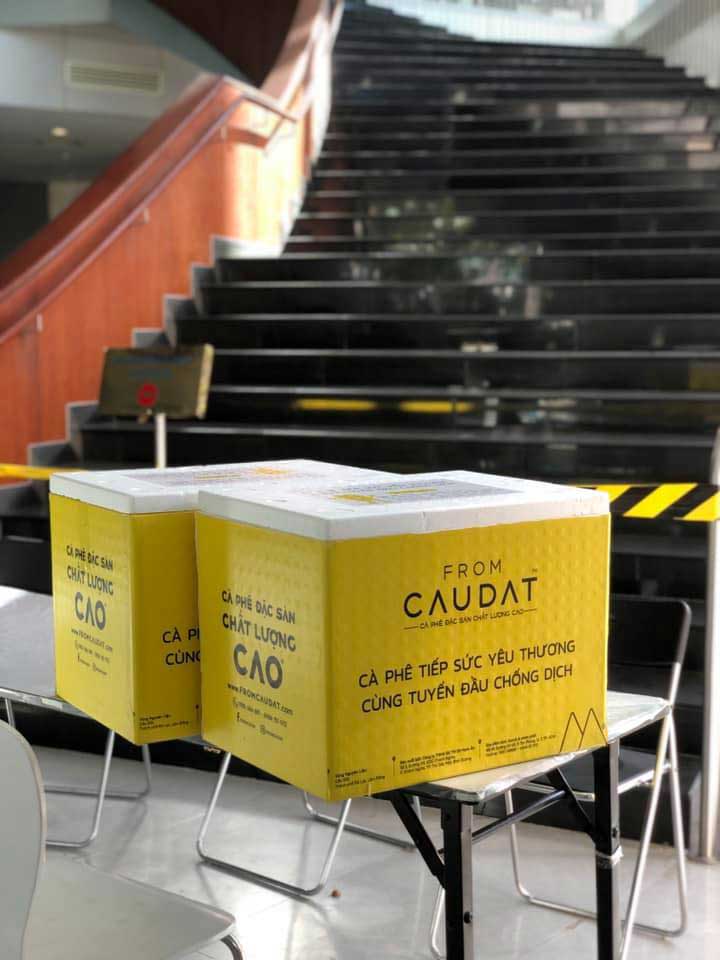 FROM
CAUDAT
CÀ PHÊ ĐẶC SẢN CHẤT LƯỢNG CAO
CÀ PHÊ TIẾP SỨC YÊU THƯƠNG
CÙNG TUYẾN ĐẦU CHỐNG DỊCH
CÀ PHÊ ĐẶC SẢN
CHẤT LƯỢNG
CAO
www.FROMCAUDAT.com
CÀ PHÊ ĐẶC SẢN
CHẤT LƯỢNG
CAO
www.FROMCAUDAT.com
CÀ PH
CÙNG